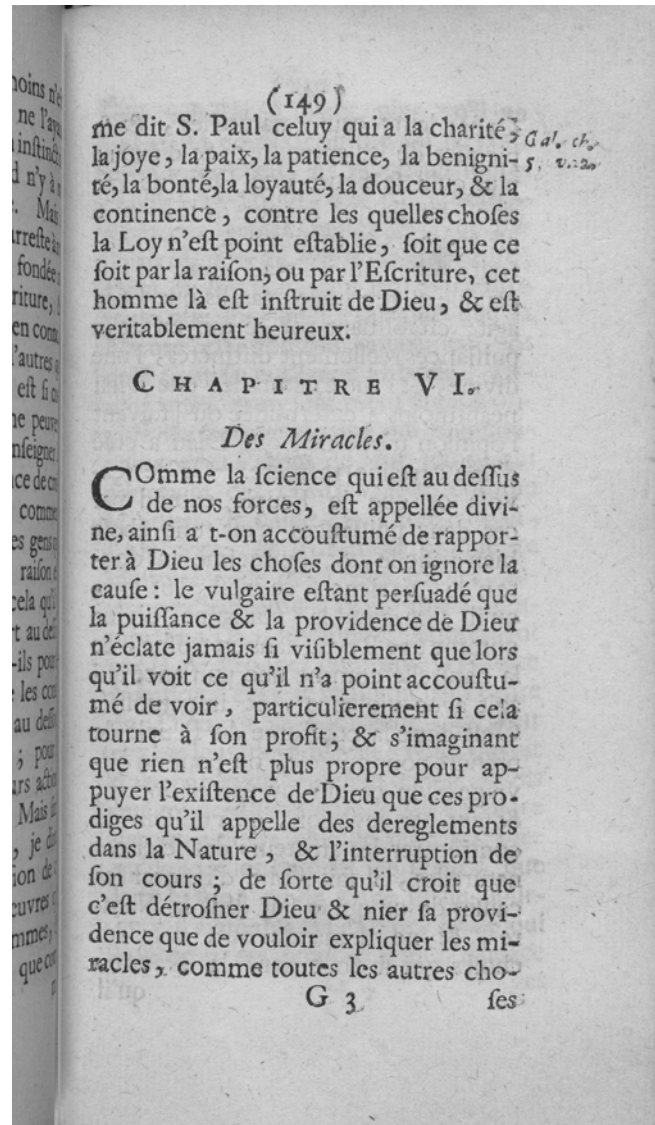 (149)
me dit S. Paul celuy qui a la charité,
Gal. ch.
la joye, la paix, la patience, la benigni-
5. v. 22.
té, la bonté, la loyauté, la douceur, & la
continence, contre les quelles choſes
la Loy n'eſt point eſtablie, ſoit que ce
ſoit par la raiſon, ou par l'Eſcriture, cet
homme là eſt inſtruit de Dieu, & eſt
veritablement heureux.
CHAPITRE VI.
Des Miracles.
COmme la ſcience qui eſt au deſſus
de nos forces, eſt appellée divi-
ne, ainſi a t-on accouſtumé de rappor-
ter à Dieu les choſes dont on ignore la
cauſe : le vulgaire eſtant perſuadé que
la puiſſance & la providence de Dieu
n'éclate jamais ſi viſiblement que lors
qu'il voit ce qu'il n'a point accouſtu-
mé de voir, particulierement ſi cela
tourne à ſon profit; & s'imaginant
que rien n'eſt plus propre pour ap-
puyer l'exiſtence de Dieu que ces pro-
diges qu'il appelle des dereglements
dans la Nature, & l'interruption de
ſon cours; de ſorte qu'il croit que
c'eſt détroſner Dieu & nier ſa provi-
dence que de vouloir expliquer les mi-
racles, comme toutes les autres cho-
G 3 ſes